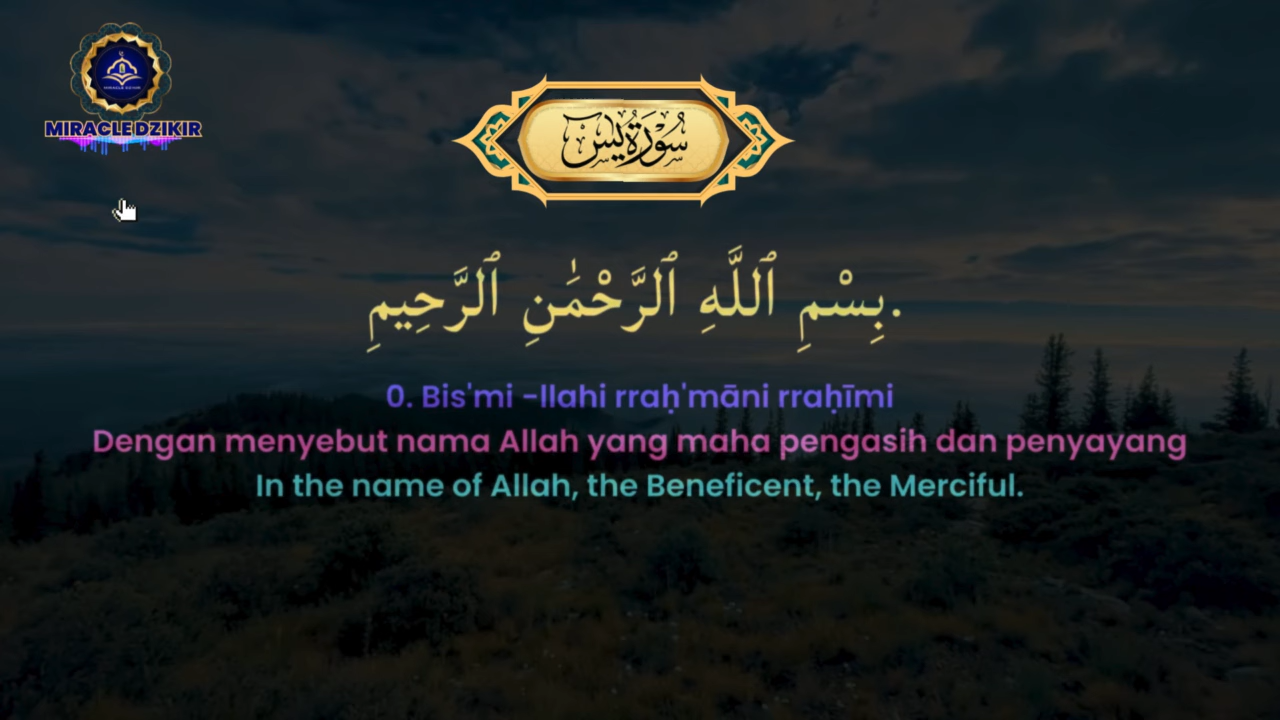 MIRACLE DZIKIR
سُورَةُ يس
.بِسْمِ ٱللَّهِ ٱلرَّحْمَٰنِ ٱلرَّحِيمِ
0. Bis'mi -llahi rraḥ'māni rraḥīmi
Dengan menyebut nama Allah yang maha pengasih dan penyayang
In the name of Allah, the Beneficent, the Merciful.